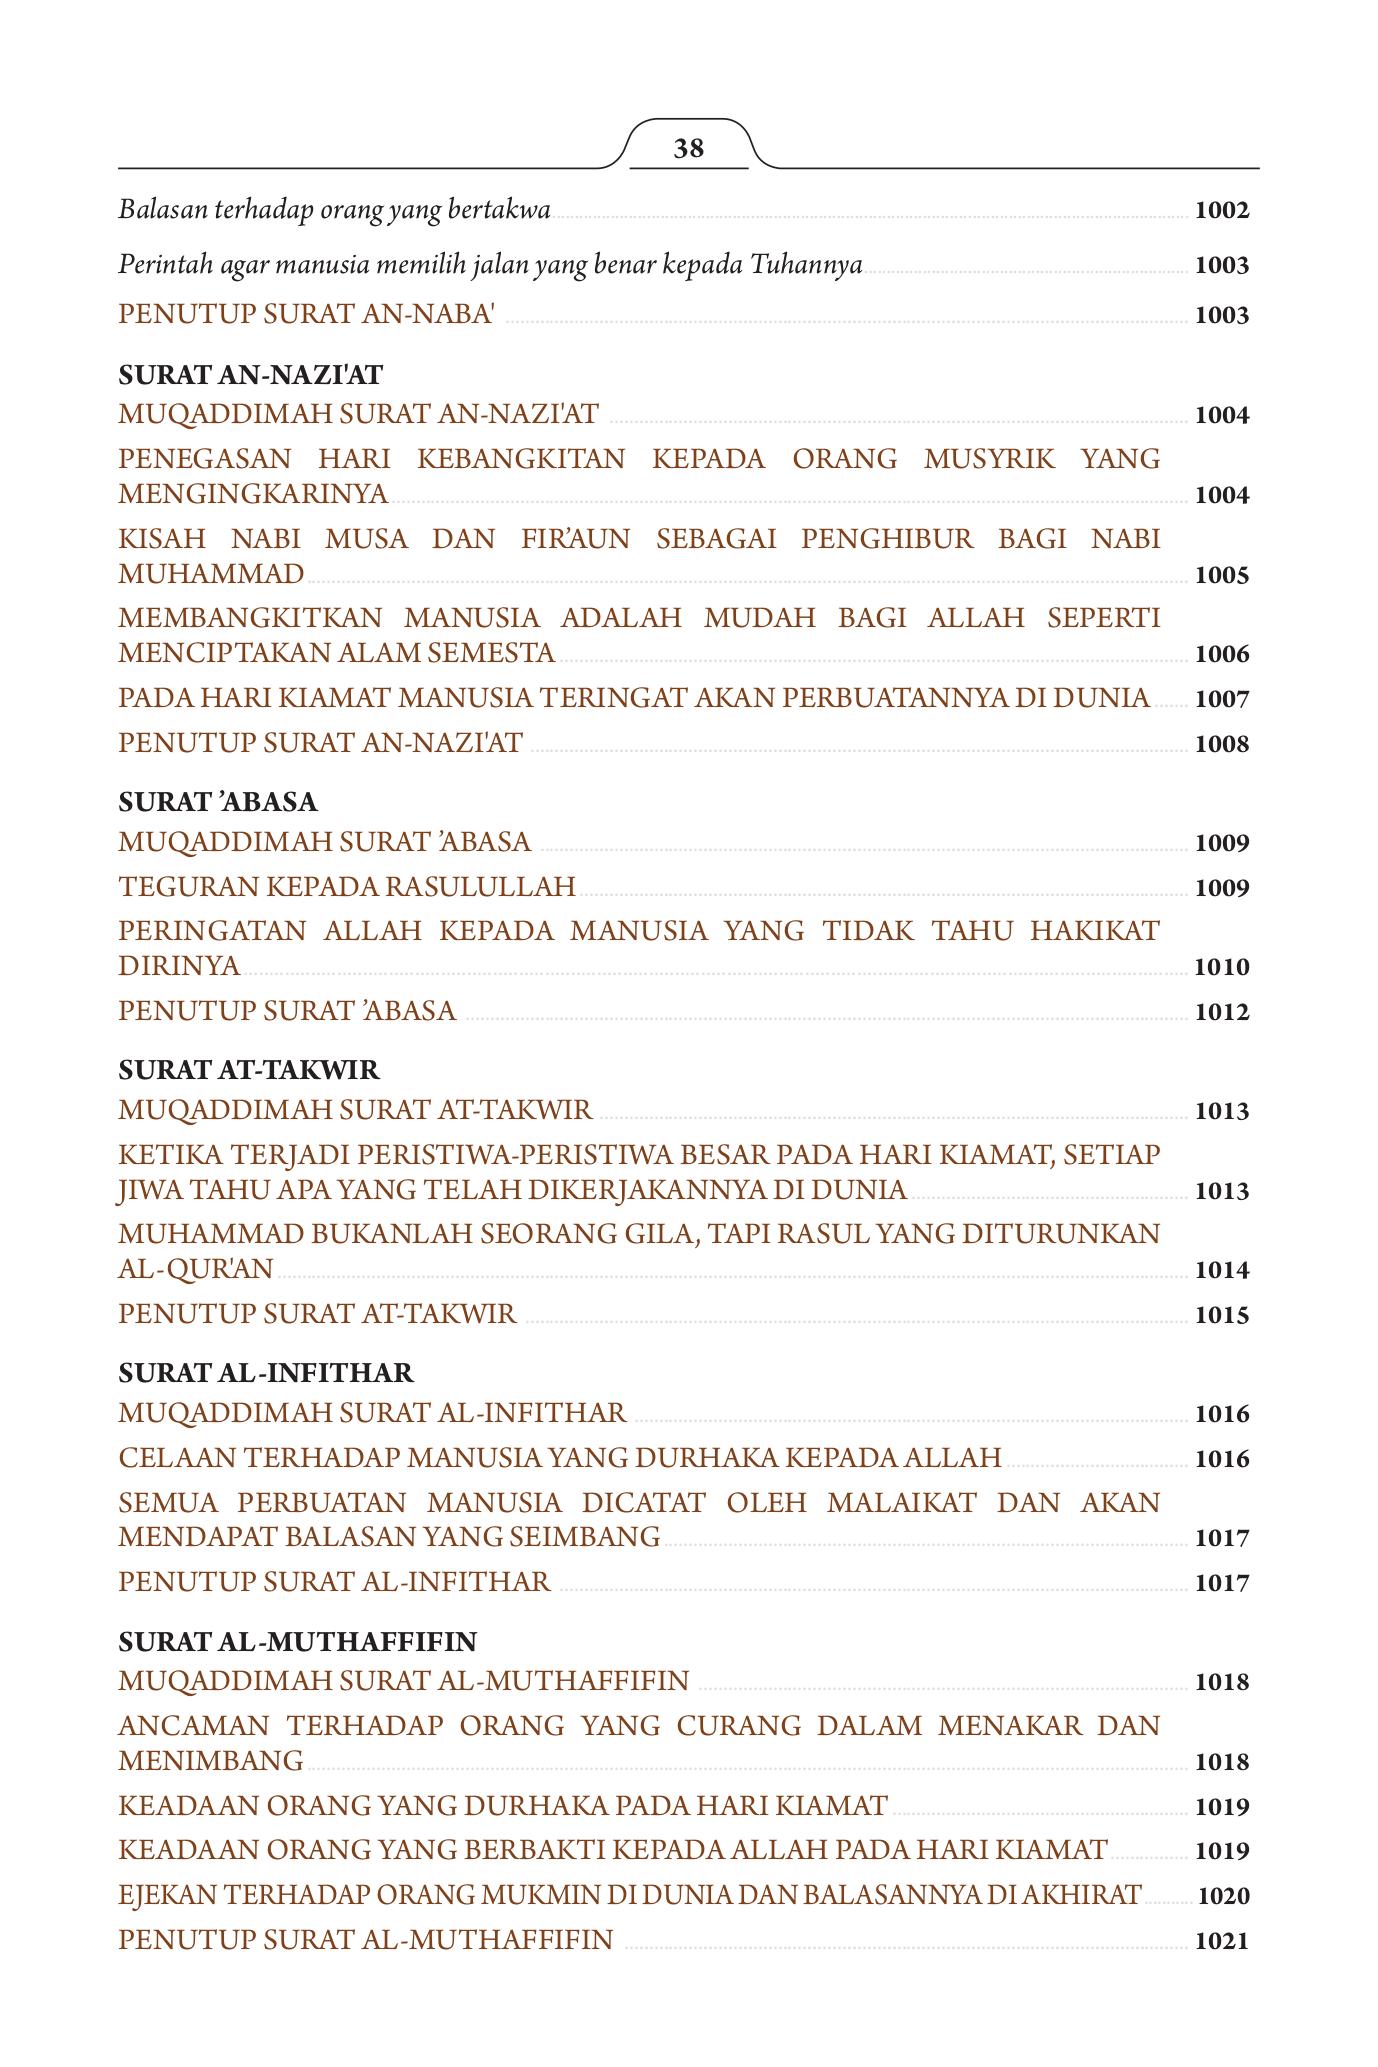 38
Balasan terhadap orang yang bertakwa 1002
Perintah agar manusia memilih jalan yang benar kepada Tuhannya 1003
PENUTUP SURAT AN-NABA' 1003
SURAT AN-NAZI'AT
MUQADDIMAH SURAT AN-NAZI'AT 1004
PENEGASAN HARI KEBANGKITAN KEPADA ORANG MUSYRIK YANG
MENGINGKARINYA 1004
KISAH NABI MUSA DAN FIR’AUN SEBAGAI PENGHIBUR BAGI NABI
MUHAMMAD 1005
MEMBANGKITKAN MANUSIA ADALAH MUDAH BAGI ALLAH SEPERTI
MENCIPTAKAN ALAM SEMESTA 1006
PADA HARI KIAMAT MANUSIA TERINGAT AKAN PERBUATANNYA DI DUNIA 1007
PENUTUP SURAT AN-NAZI'AT 1008
SURAT ’ABASA
MUQADDIMAH SURAT ’ABASA 1009
TEGURAN KEPADA RASULULLAH 1009
PERINGATAN ALLAH KEPADA MANUSIA YANG TIDAK TAHU HAKIKAT
DIRINYA 1010
PENUTUP SURAT ’ABASA 1012
SURAT AT-TAKWIR
MUQADDIMAH SURAT AT-TAKWIR 1013
KETIKA TERJADI PERISTIWA-PERISTIWA BESAR PADA HARI KIAMAT, SETIAP
JIWA TAHU APA YANG TELAH DIKERJAKANNYA DI DUNIA 1013
MUHAMMAD BUKANLAH SEORANG GILA, TAPI RASUL YANG DITURUNKAN
AL-QUR'AN 1014
PENUTUP SURAT AT-TAKWIR 1015
SURAT AL-INFITHAR
MUQADDIMAH SURAT AL-INFITHAR 1016
CELAAN TERHADAP MANUSIA YANG DURHAKA KEPADA ALLAH 1016
SEMUA PERBUATAN MANUSIA DICATAT OLEH MALAIKAT DAN AKAN
MENDAPAT BALASAN YANG SEIMBANG 1017
PENUTUP SURAT AL-INFITHAR 1017
SURAT AL-MUTHAFFIFIN
MUQADDIMAH SURAT AL-MUTHAFFIFIN 1018
ANCAMAN TERHADAP ORANG YANG CURANG DALAM MENAKAR DAN
MENIMBANG 1018
KEADAAN ORANG YANG DURHAKA PADA HARI KIAMAT 1019
KEADAAN ORANG YANG BERBAKTI KEPADA ALLAH PADA HARI KIAMAT 1019
EJEKAN TERHADAP ORANG MUKMIN DI DUNIA DAN BALASANNYA DI AKHIRAT 1020
PENUTUP SURAT AL-MUTHAFFIFIN 1021